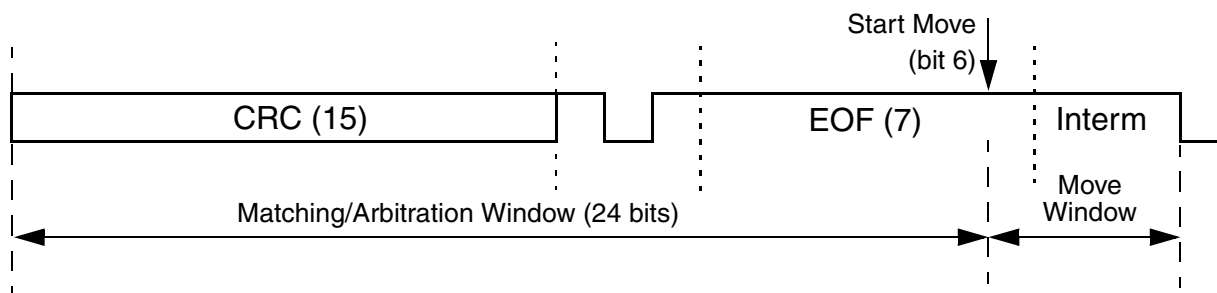 Start Move
(bit 6)
CRC (15)
EOF (7)
Interm
Matching/Arbitration Window (24 bits)
Move
Window